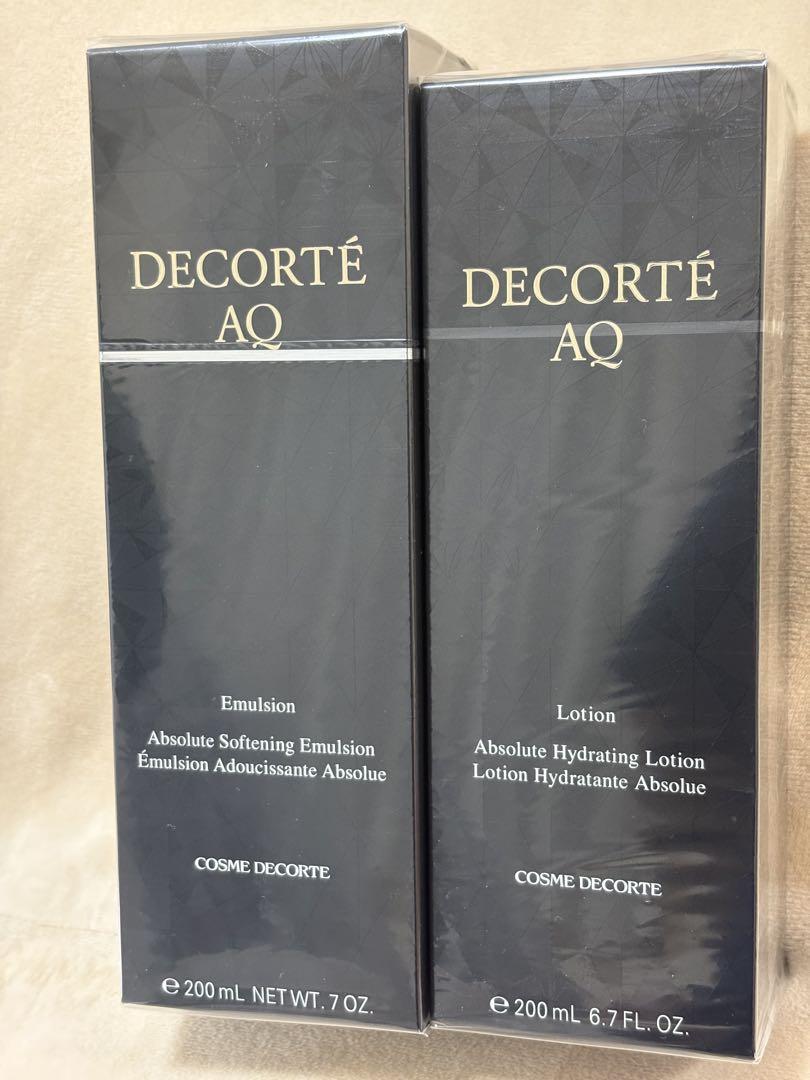 DECORTÉ
AQ
Emulsion
Absolute Softening Emulsion
Émulsion Adoucissante Absolue
COSME DECORTE
℮ 200 mL NET WT. 7 OZ.
DECORTÉ
AQ
Lotion
Absolute Hydrating Lotion
Lotion Hydratante Absolue
COSME DECORTE
℮ 200 mL 6.7 FL. OZ.